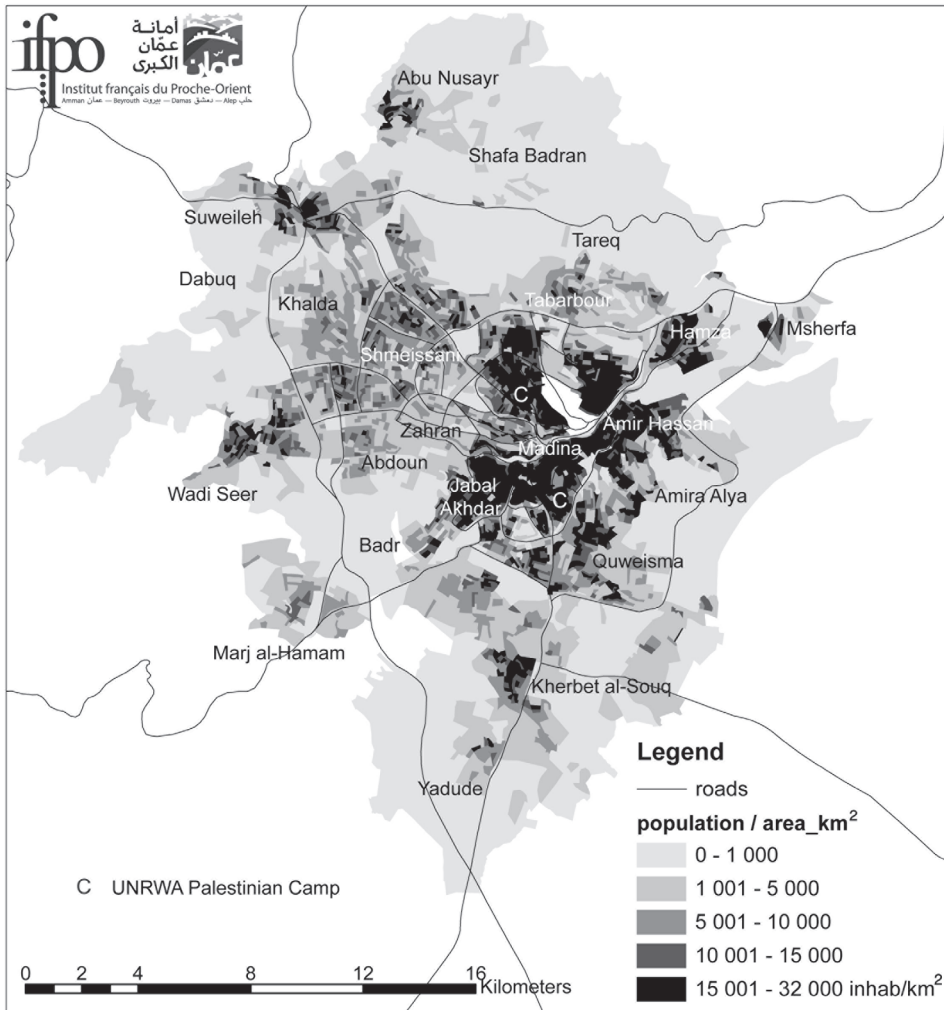 ifpo
أمانة
عمّان
الكبرى
عمان
Institut français du Proche-Orient
Amman عمان — Beyrouth بيروت — Damas دمشق — Alep حلب
Abu Nusayr
Shafa Badran
Suweileh
Tareq
Dabuq
Khalda
Tabarbour
Hamza
Msherfa
Shmeissani
C
Amir Hassan
Zahran
Madina
Abdoun
Wadi Seer
Jabal
Akhdar
C
Amira Alya
Badr
Quweisma
Marj al-Hamam
Kherbet al-Souq
Yadude
Legend
roads
population / area_km²
0 - 1 000
1 001 - 5 000
5 001 - 10 000
10 001 - 15 000
15 001 - 32 000 inhab/km²
C UNRWA Palestinian Camp
0 2 4 8 12 16
Kilometers